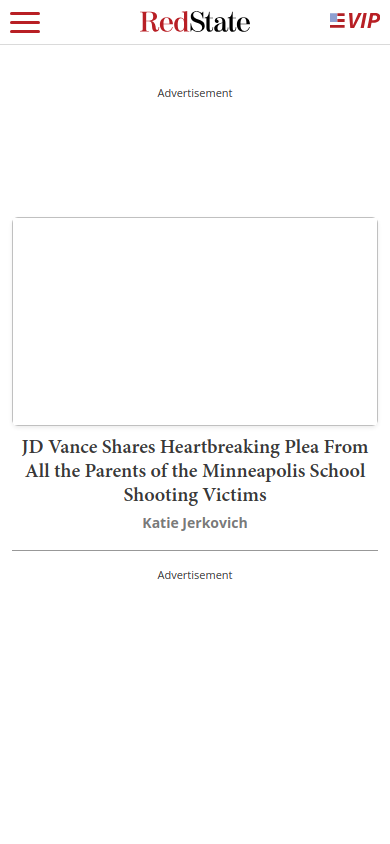 RedState
VIP
Advertisement
JD Vance Shares Heartbreaking Plea From
All the Parents of the Minneapolis School
Shooting Victims
Katie Jerkovich
Advertisement